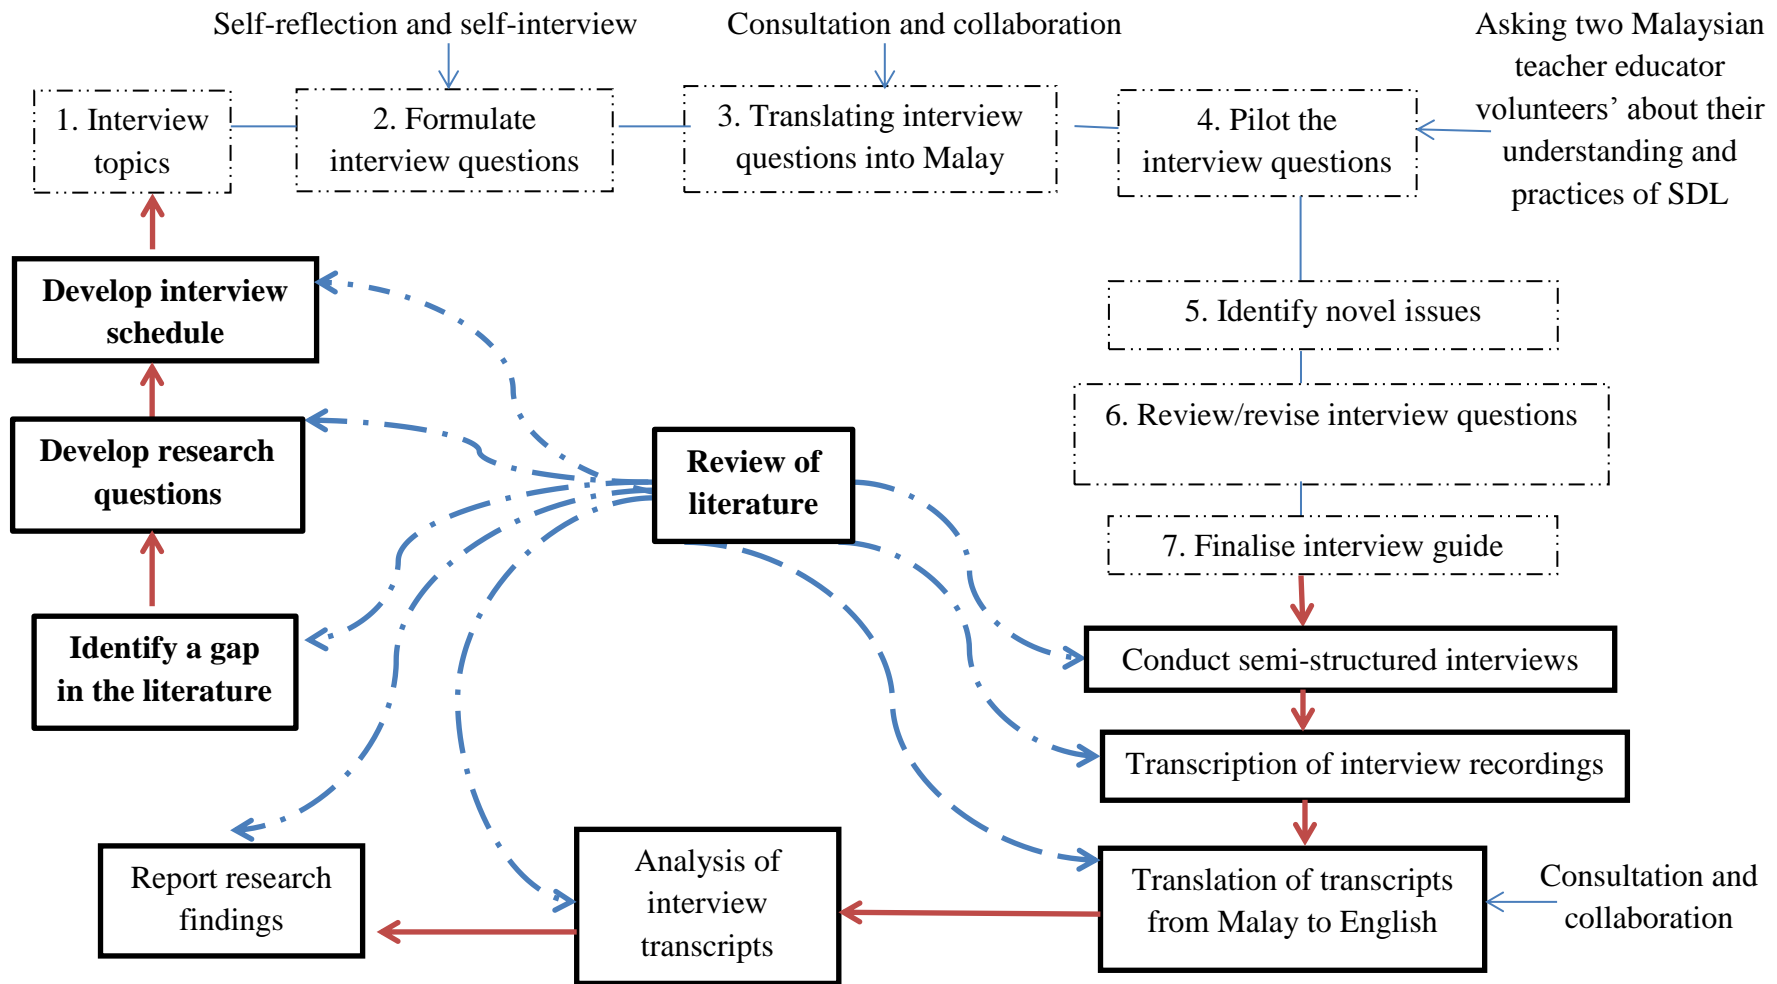 Self-reflection and self-interview
Consultation and collaboration
Asking two Malaysian
teacher educator
volunteers’ about their
understanding and
practices of SDL
1. Interview
topics
2. Formulate
interview questions
3. Translating interview
questions into Malay
4. Pilot the
interview questions
5. Identify novel issues
6. Review/revise interview questions
7. Finalise interview guide
Develop interview
schedule
Develop research
questions
Identify a gap
in the literature
Review of
literature
Conduct semi-structured interviews
Transcription of interview recordings
Translation of transcripts
from Malay to English
Consultation and
collaboration
Analysis of
interview
transcripts
Report research
findings